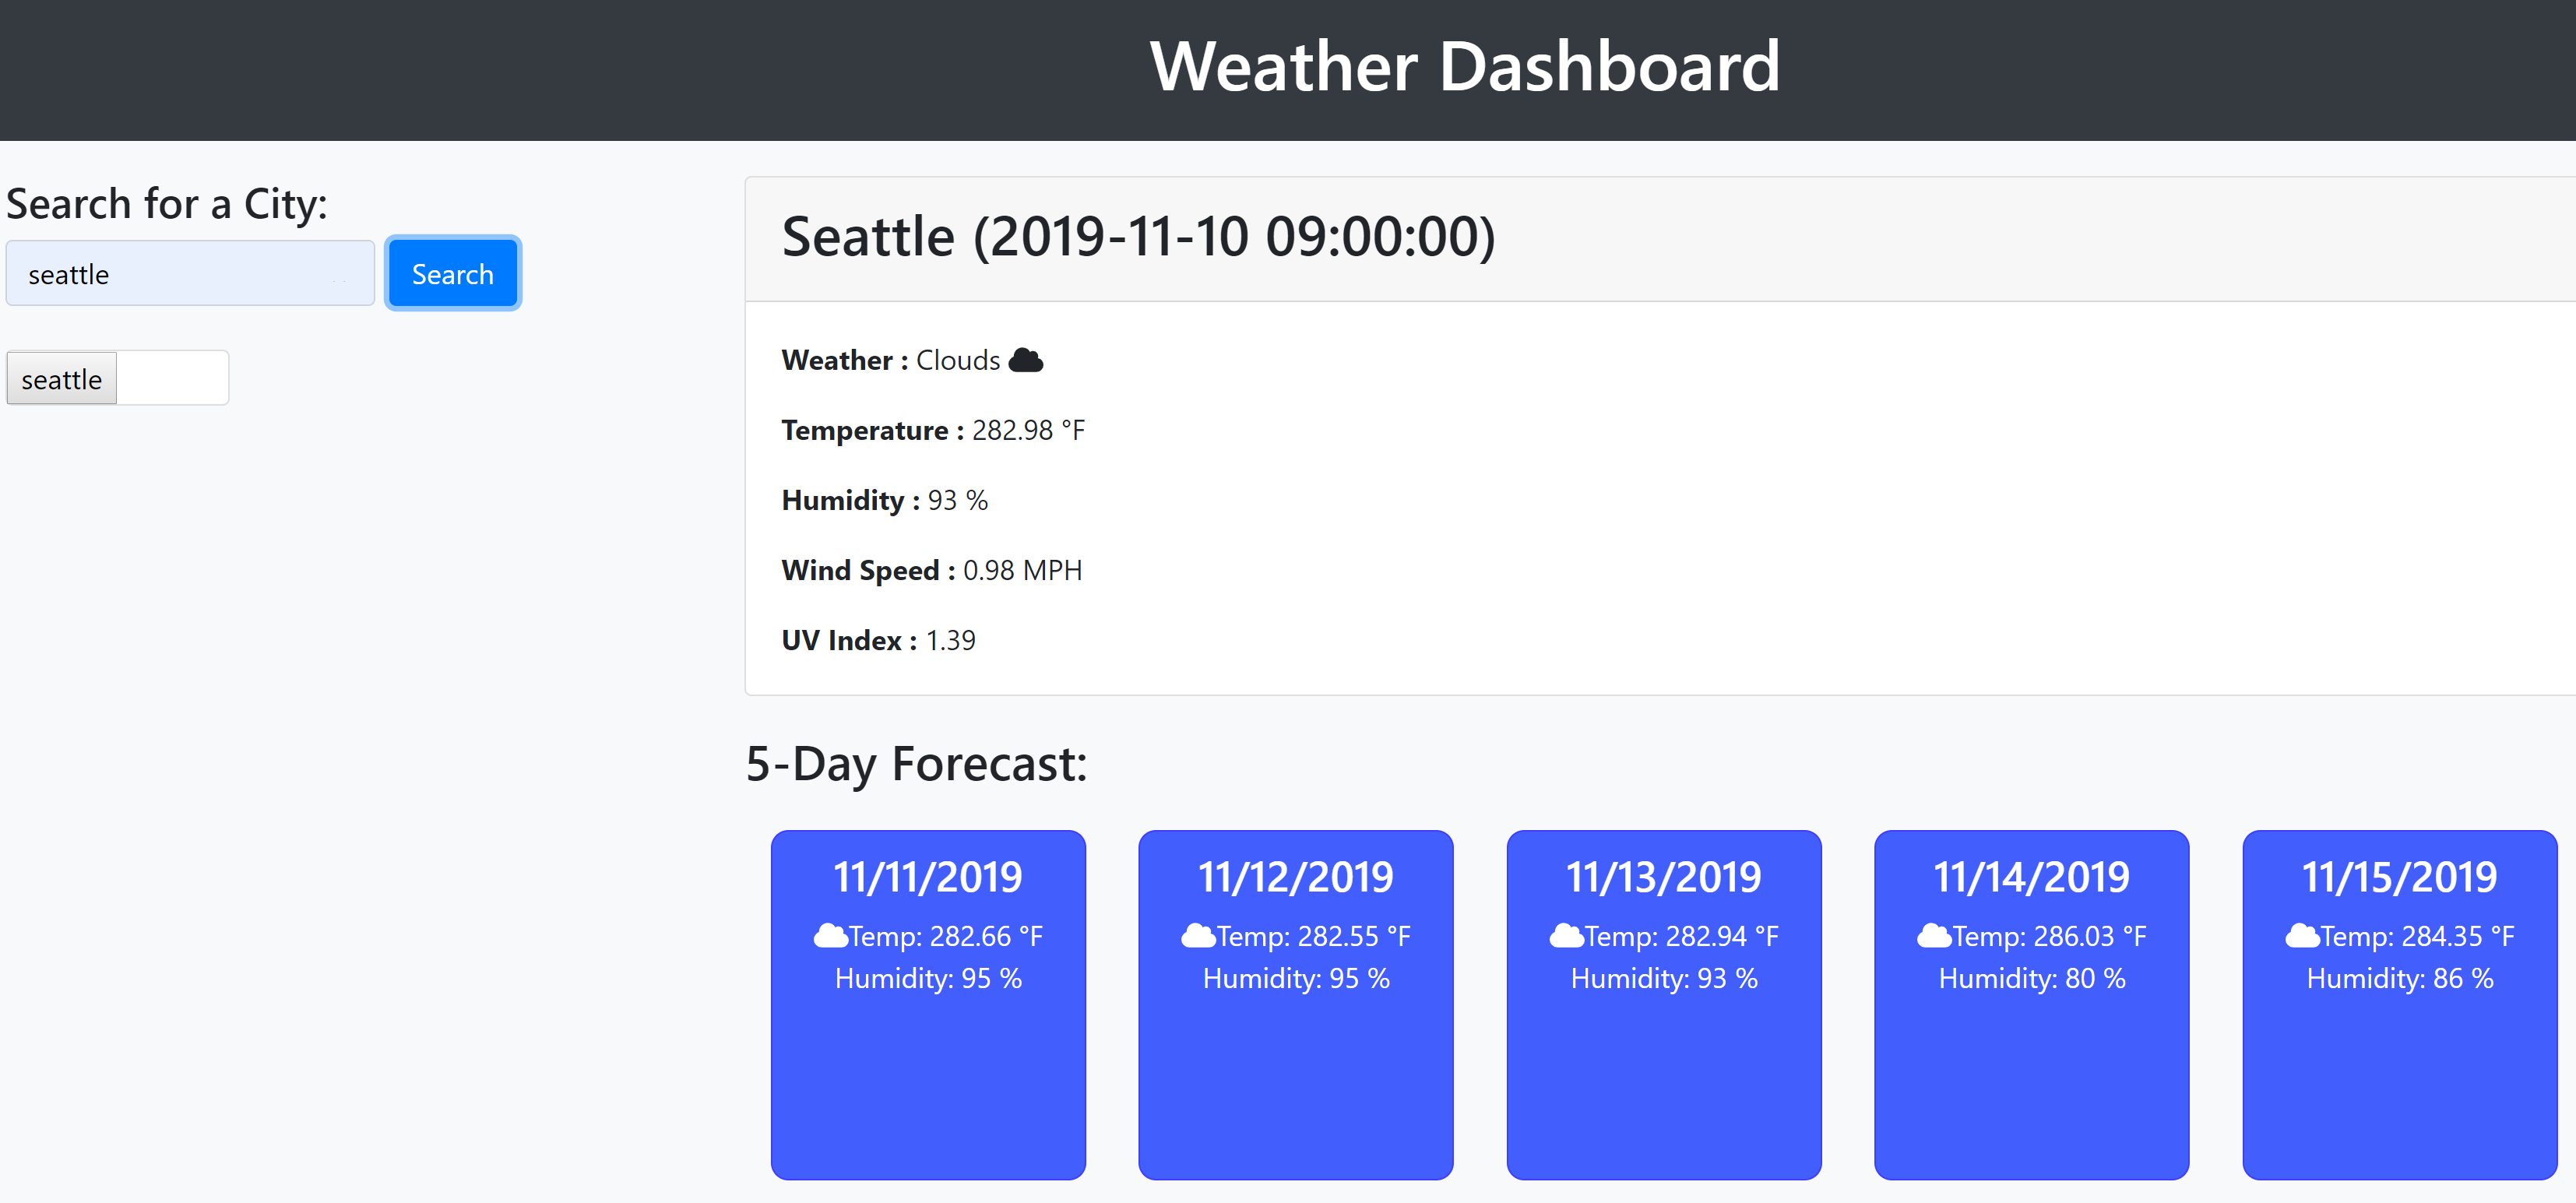 Weather Dashboard
Search for a City:
seattle
Search
seattle
Seattle (2019-11-10 09:00:00)
Weather : Clouds
Temperature : 282.98 °F
Humidity : 93 %
Wind Speed : 0.98 MPH
UV Index : 1.39
5-Day Forecast:
11/11/2019
Temp: 282.66 °F
Humidity: 95 %
11/12/2019
Temp: 282.55 °F
Humidity: 95 %
11/13/2019
Temp: 282.94 °F
Humidity: 93 %
11/14/2019
Temp: 286.03 °F
Humidity: 80 %
11/15/2019
Temp: 284.35 °F
Humidity: 86 %